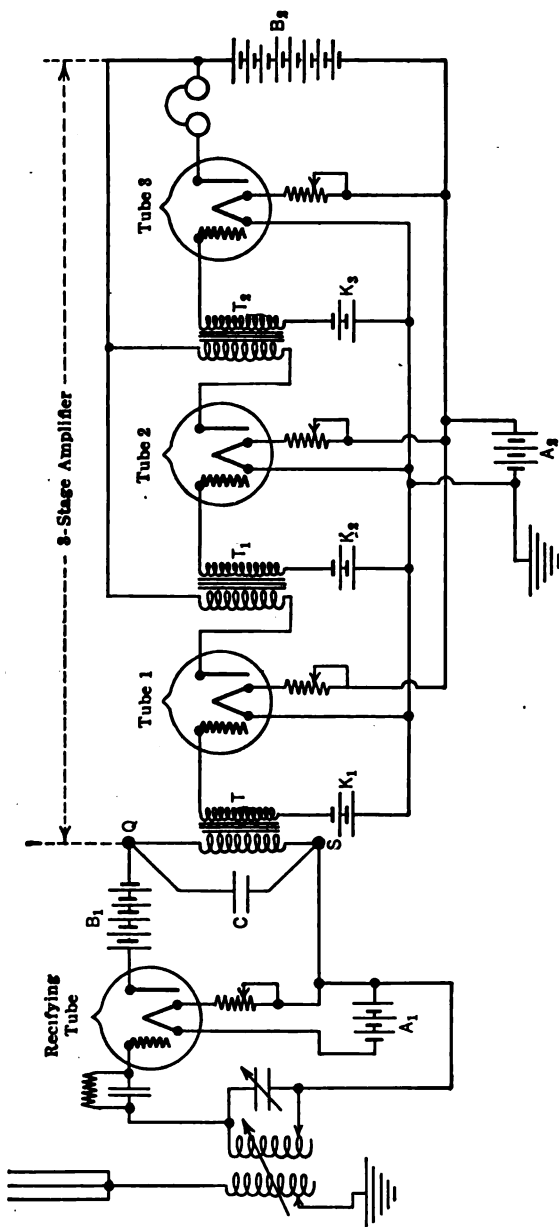 3-Stage Amplifier
Rectifying
Tube
B₁
Q
Tube 1
Tube 2
Tube 3
B₂
T
T₁
T₂
C
S
K₁
K₂
K₃
A₁
A₂